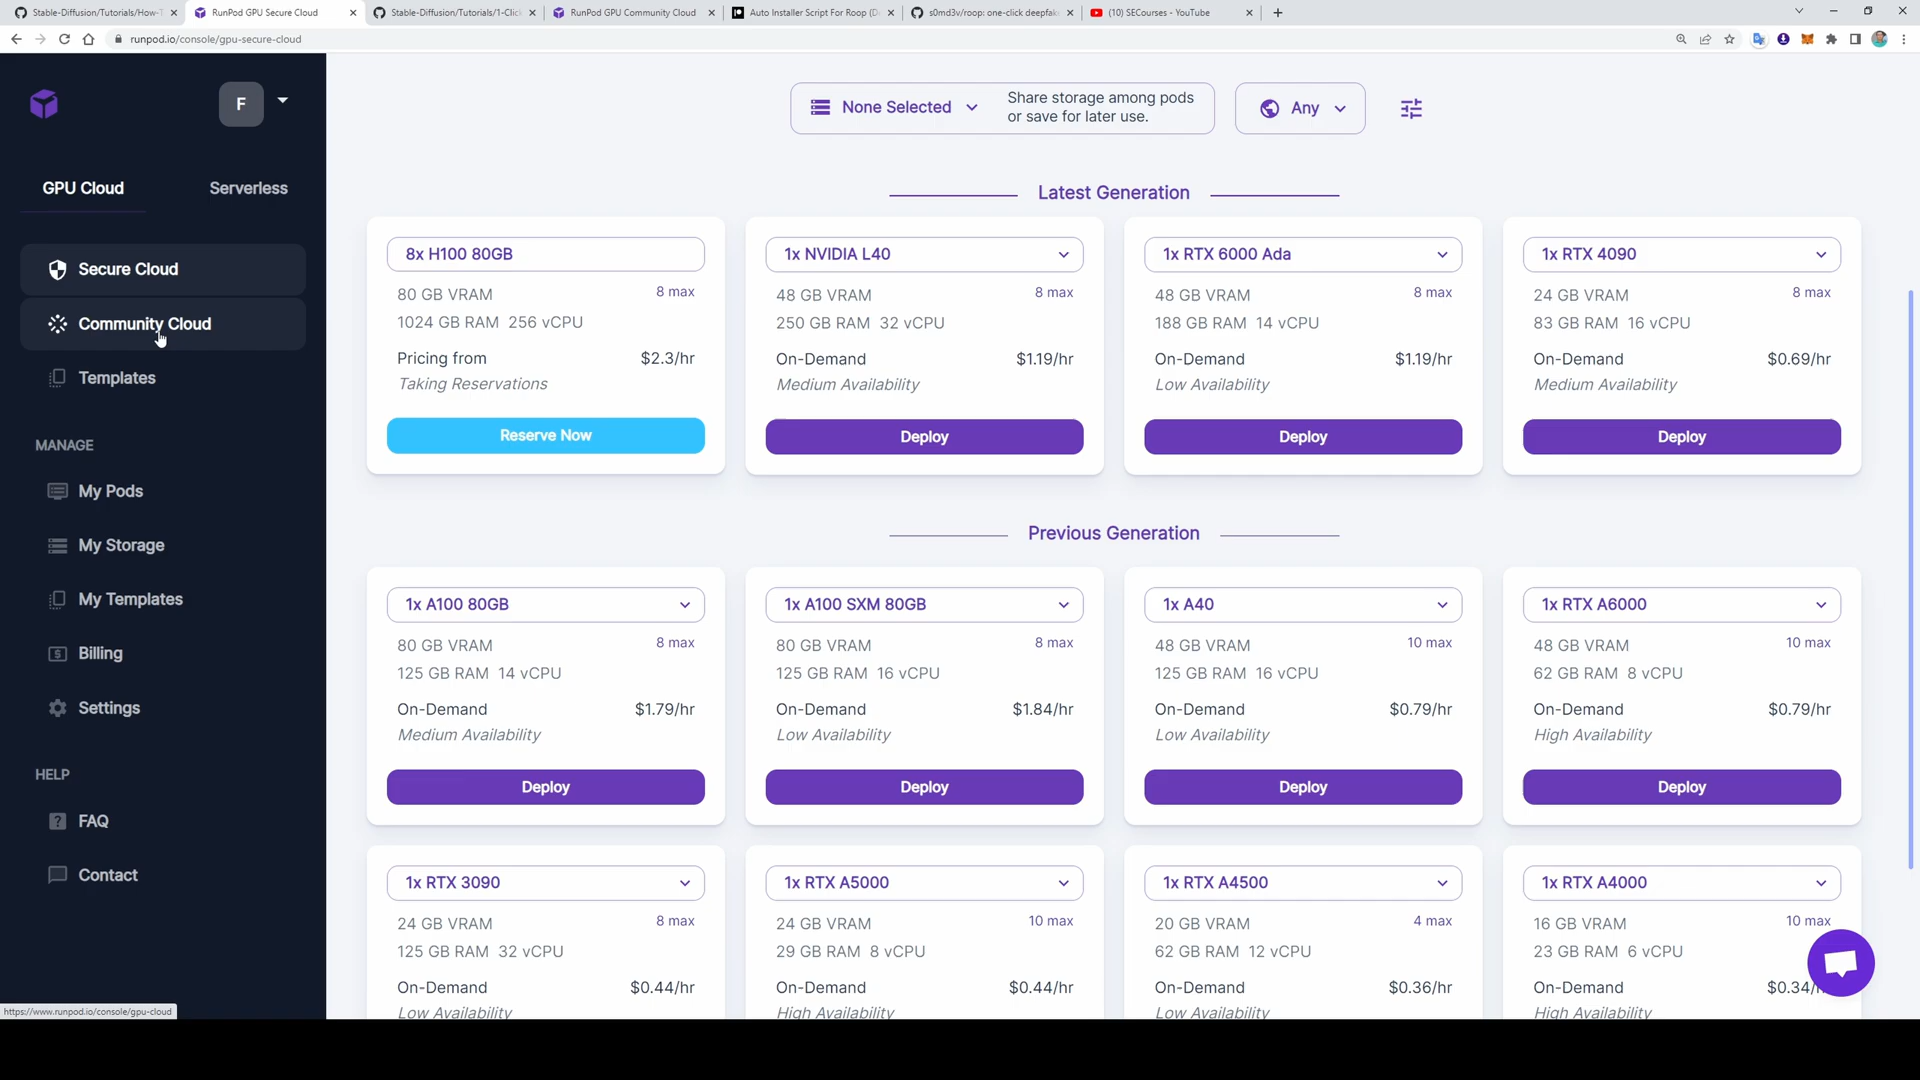 Stable-Diffusion/Tutorials/How-T
RunPod GPU Secure Cloud
Stable-Diffusion/Tutorials/1-Click
RunPod GPU Community Cloud
Auto Installer Script For Roop (D
s0md3v/roop: one-click deepfake
(10) SECourses - YouTube
runpod.io/console/gpu-secure-cloud
F
GPU Cloud
Serverless
Secure Cloud
Community Cloud
Templates
MANAGE
My Pods
My Storage
My Templates
Billing
Settings
HELP
FAQ
Contact
https://www.runpod.io/console/gpu-cloud
None Selected
Share storage among pods
or save for later use.
Any
Latest Generation
8x H100 80GB
80 GB VRAM 8 max
1024 GB RAM 256 vCPU
Pricing from $2.3/hr
Taking Reservations
Reserve Now
1x NVIDIA L40
48 GB VRAM 8 max
250 GB RAM 32 vCPU
On-Demand $1.19/hr
Medium Availability
Deploy
1x RTX 6000 Ada
48 GB VRAM 8 max
188 GB RAM 14 vCPU
On-Demand $1.19/hr
Low Availability
Deploy
1x RTX 4090
24 GB VRAM 8 max
83 GB RAM 16 vCPU
On-Demand $0.69/hr
Medium Availability
Deploy
Previous Generation
1x A100 80GB
80 GB VRAM 8 max
125 GB RAM 14 vCPU
On-Demand $1.79/hr
Medium Availability
Deploy
1x A100 SXM 80GB
80 GB VRAM 8 max
125 GB RAM 16 vCPU
On-Demand $1.84/hr
Low Availability
Deploy
1x A40
48 GB VRAM 10 max
125 GB RAM 16 vCPU
On-Demand $0.79/hr
Low Availability
Deploy
1x RTX A6000
48 GB VRAM 10 max
62 GB RAM 8 vCPU
On-Demand $0.79/hr
High Availability
Deploy
1x RTX 3090
24 GB VRAM 8 max
125 GB RAM 32 vCPU
On-Demand $0.44/hr
Low Availability
1x RTX A5000
24 GB VRAM 10 max
29 GB RAM 8 vCPU
On-Demand $0.44/hr
High Availability
1x RTX A4500
20 GB VRAM 4 max
62 GB RAM 12 vCPU
On-Demand $0.36/hr
Low Availability
1x RTX A4000
16 GB VRAM 10 max
23 GB RAM 6 vCPU
On-Demand $0.34/
High Availability